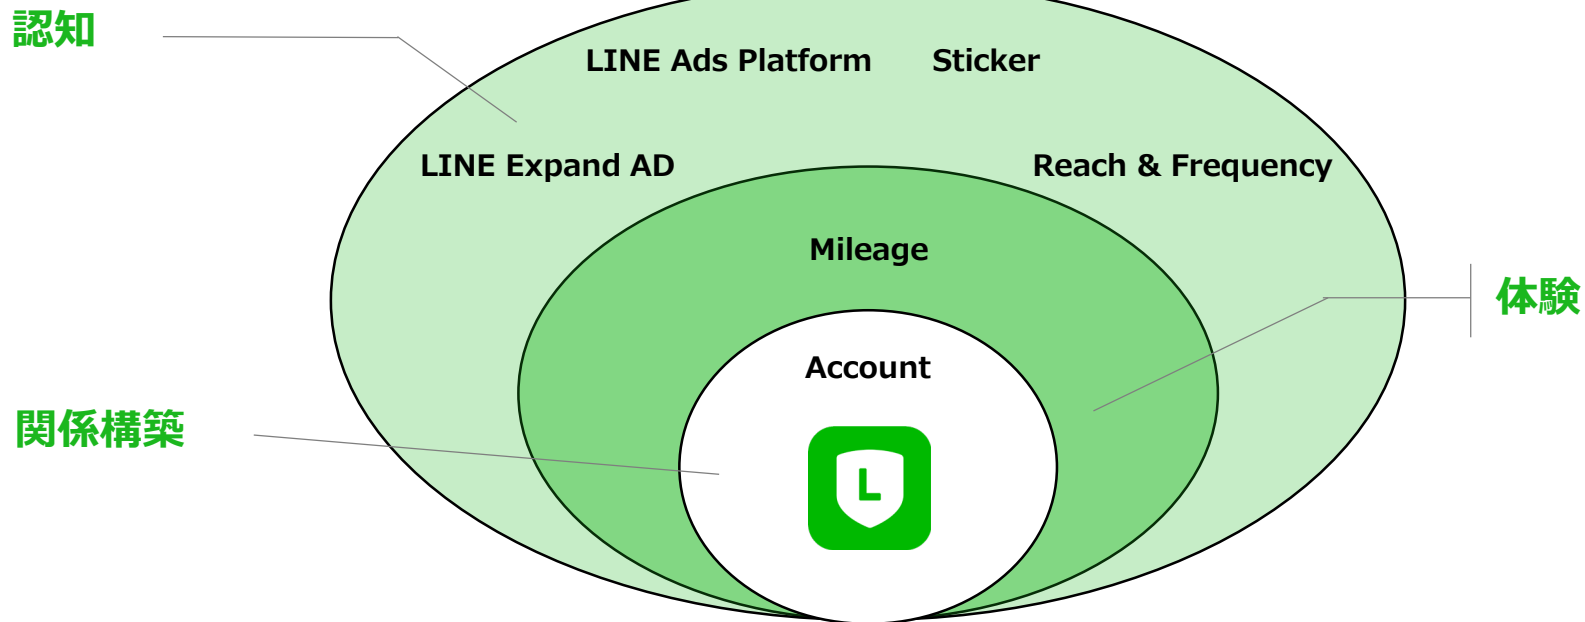 認知
LINE Ads Platform
Sticker
LINE Expand AD
Reach & Frequency
Mileage
体験
Account
関係構築
L